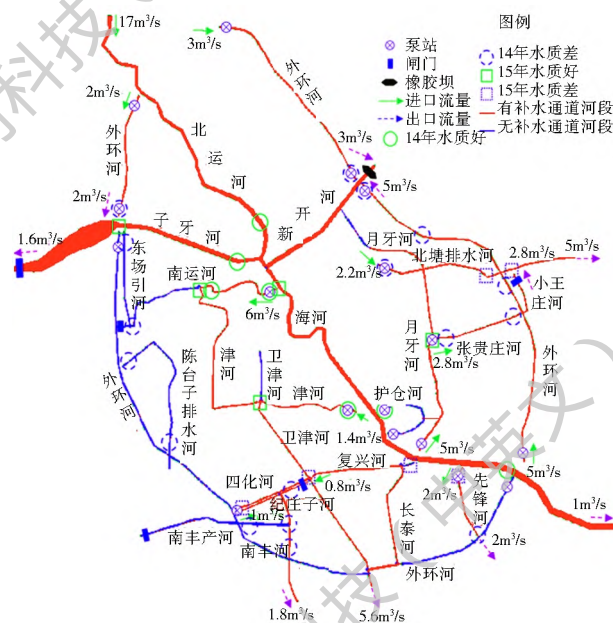 17m³/s
3m³/s
图例
泵站
闸门
橡胶坝
进口流量
出口流量
14年水质好
14年水质差
15年水质好
15年水质差
有补水通道河段
无补水通道河段
外环河
2m³/s
北运河
外环河
3m³/s
5m³/s
2m³/s
子牙河
新开河
1.6m³/s
东场引河
月牙河
北塘排水河
2.8m³/s
5m³/s
2.2m³/s
小王庄河
南运河
6m³/s
海河
月牙河
张贵庄河
2.8m³/s
外环河
津河
卫津河
陈台子排水河
外环河
津河
护仓河
1.4m³/s
卫津河
复兴河
5m³/s
5m³/s
四化河
0.8m³/s
纪庄子河
1m³/s
2m³/s
先锋河
1m³/s
长泰河
南丰产河
南丰河
2m³/s
外环河
1.8m³/s
5.6m³/s
科技
科技（中英文）